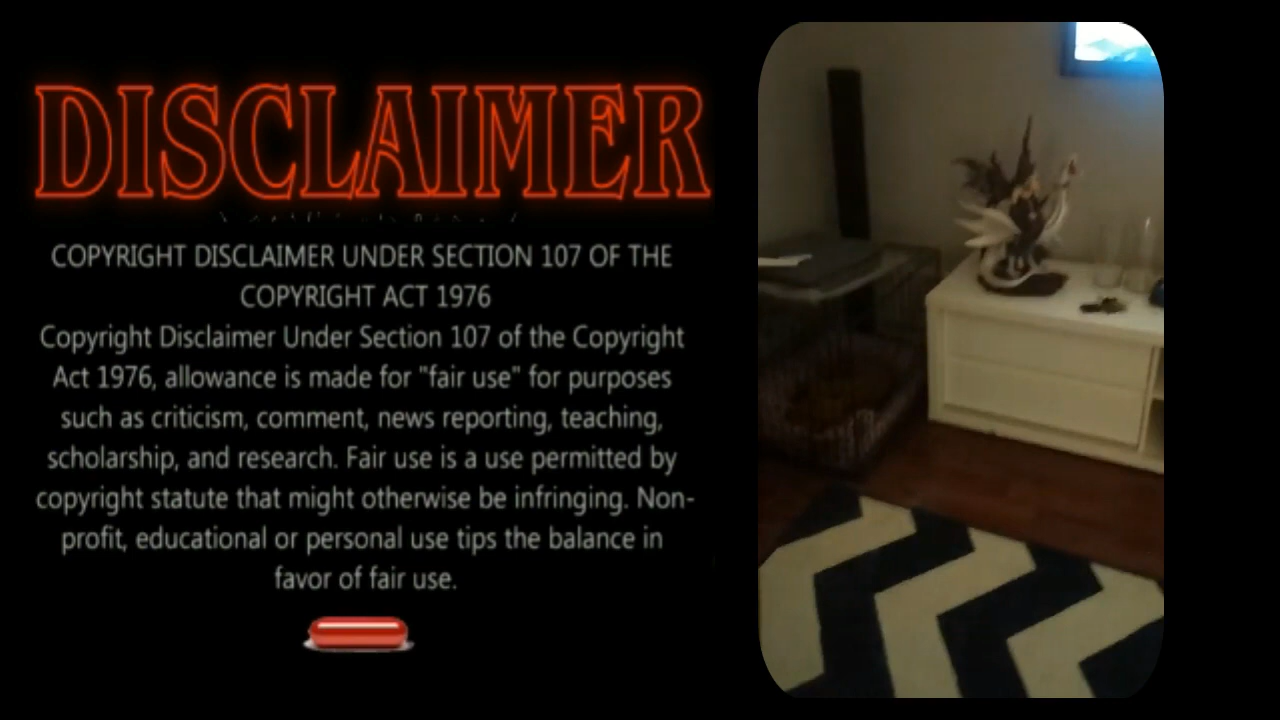 DISCLAIMER
COPYRIGHT DISCLAIMER UNDER SECTION 107 OF THE
COPYRIGHT ACT 1976
Copyright Disclaimer Under Section 107 of the Copyright
Act 1976, allowance is made for "fair use" for purposes
such as criticism, comment, news reporting, teaching,
scholarship, and research. Fair use is a use permitted by
copyright statute that might otherwise be infringing. Non-
profit, educational or personal use tips the balance in
favor of fair use.